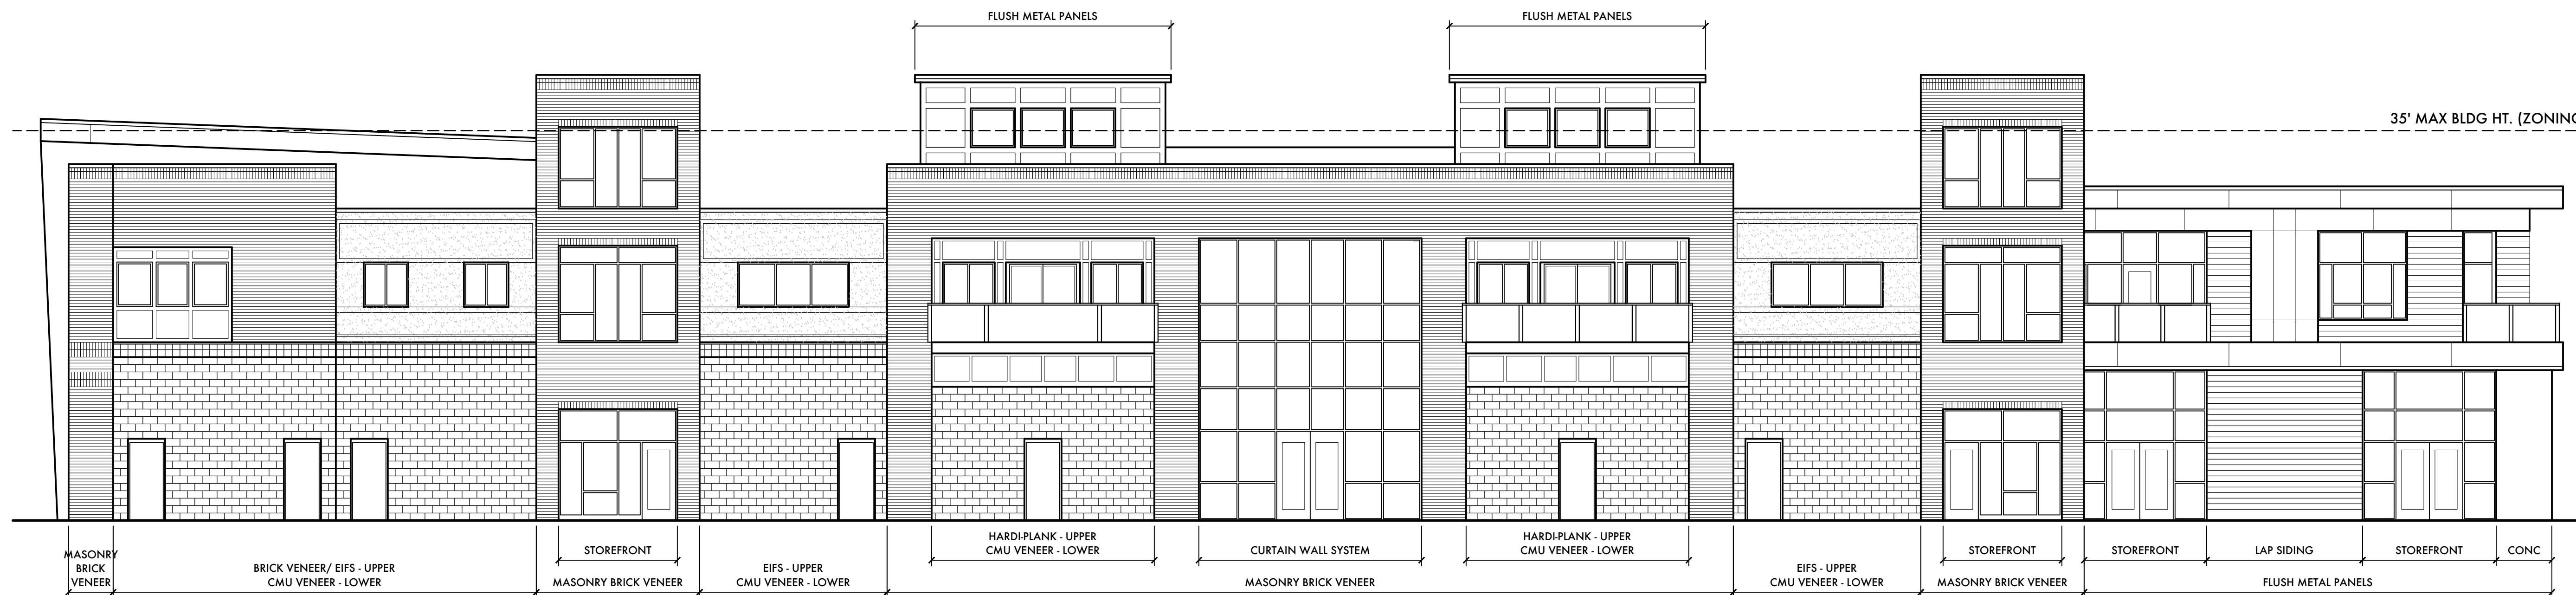 FLUSH METAL PANELS
FLUSH METAL PANELS
35' MAX BLDG HT. (ZONING
MASONRY
BRICK
VENEER
BRICK VENEER/ EIFS - UPPER
CMU VENEER - LOWER
STOREFRONT
MASONRY BRICK VENEER
EIFS - UPPER
CMU VENEER - LOWER
HARDI-PLANK - UPPER
CMU VENEER - LOWER
CURTAIN WALL SYSTEM
MASONRY BRICK VENEER
HARDI-PLANK - UPPER
CMU VENEER - LOWER
EIFS - UPPER
CMU VENEER - LOWER
STOREFRONT
MASONRY BRICK VENEER
STOREFRONT
LAP SIDING
STOREFRONT
CONC
FLUSH METAL PANELS